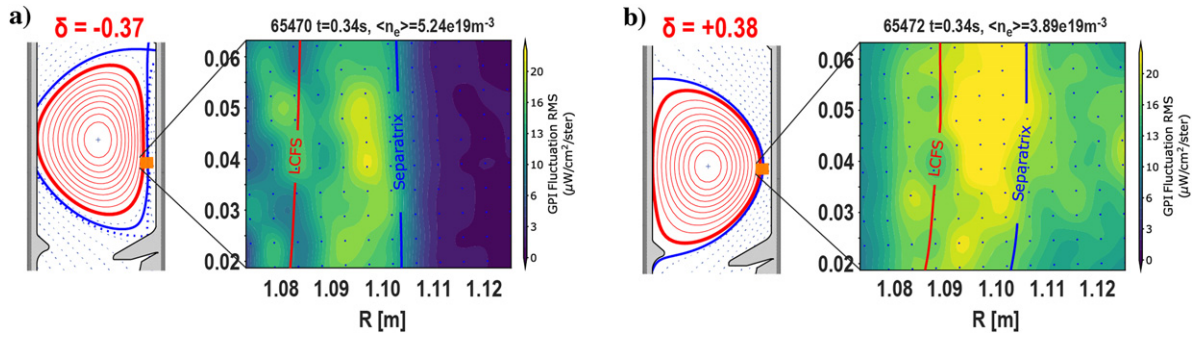 a)
δ = -0.37
65470 t=0.34s, <nₑ>=5.24e19m⁻³
0.06
0.05
0.04
0.03
0.02
LCFS
Separatrix
1.08 1.09 1.10 1.11 1.12
R [m]
20
16
13
10
6
3
0
GPI Fluctuation RMS
(μW/cm²/ster)
b)
δ = +0.38
65472 t=0.34s, <nₑ>=3.89e19m⁻³
0.06
0.05
0.04
0.03
0.02
LCFS
Separatrix
1.08 1.09 1.10 1.11 1.12
R [m]
20
16
13
10
6
3
0
GPI Fluctuation RMS
(μW/cm²/ster)